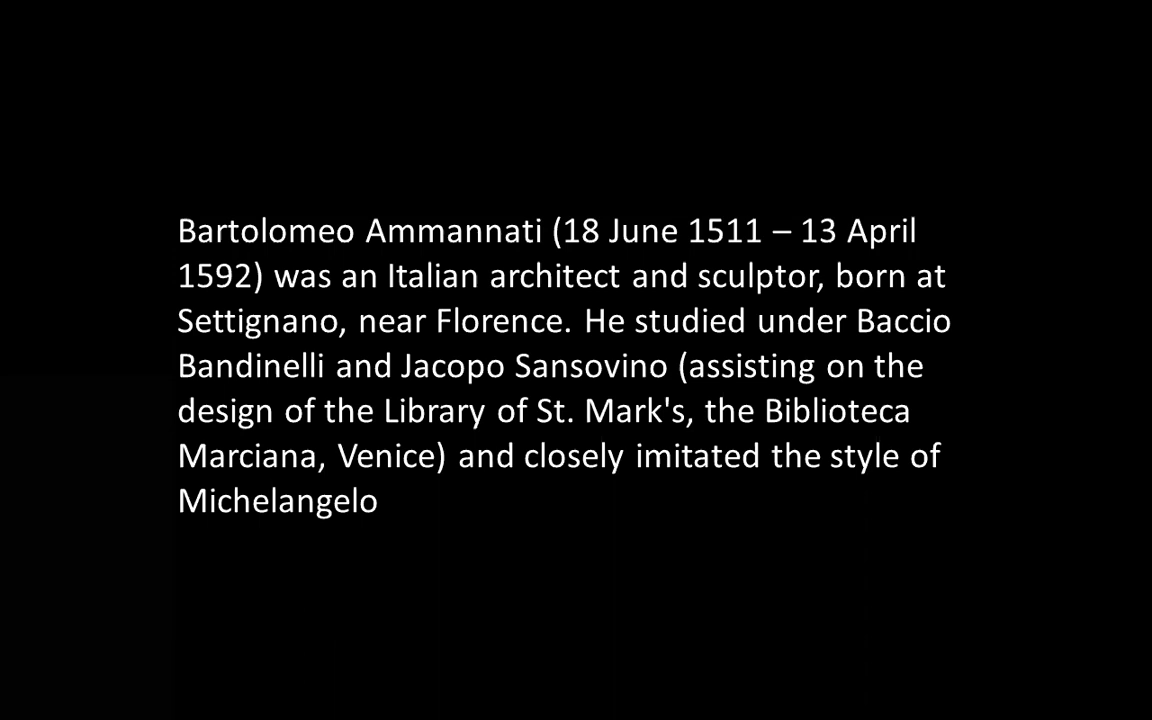 Bartolomeo Ammannati (18 June 1511 – 13 April
1592) was an Italian architect and sculptor, born at
Settignano, near Florence. He studied under Baccio
Bandinelli and Jacopo Sansovino (assisting on the
design of the Library of St. Mark's, the Biblioteca
Marciana, Venice) and closely imitated the style of
Michelangelo